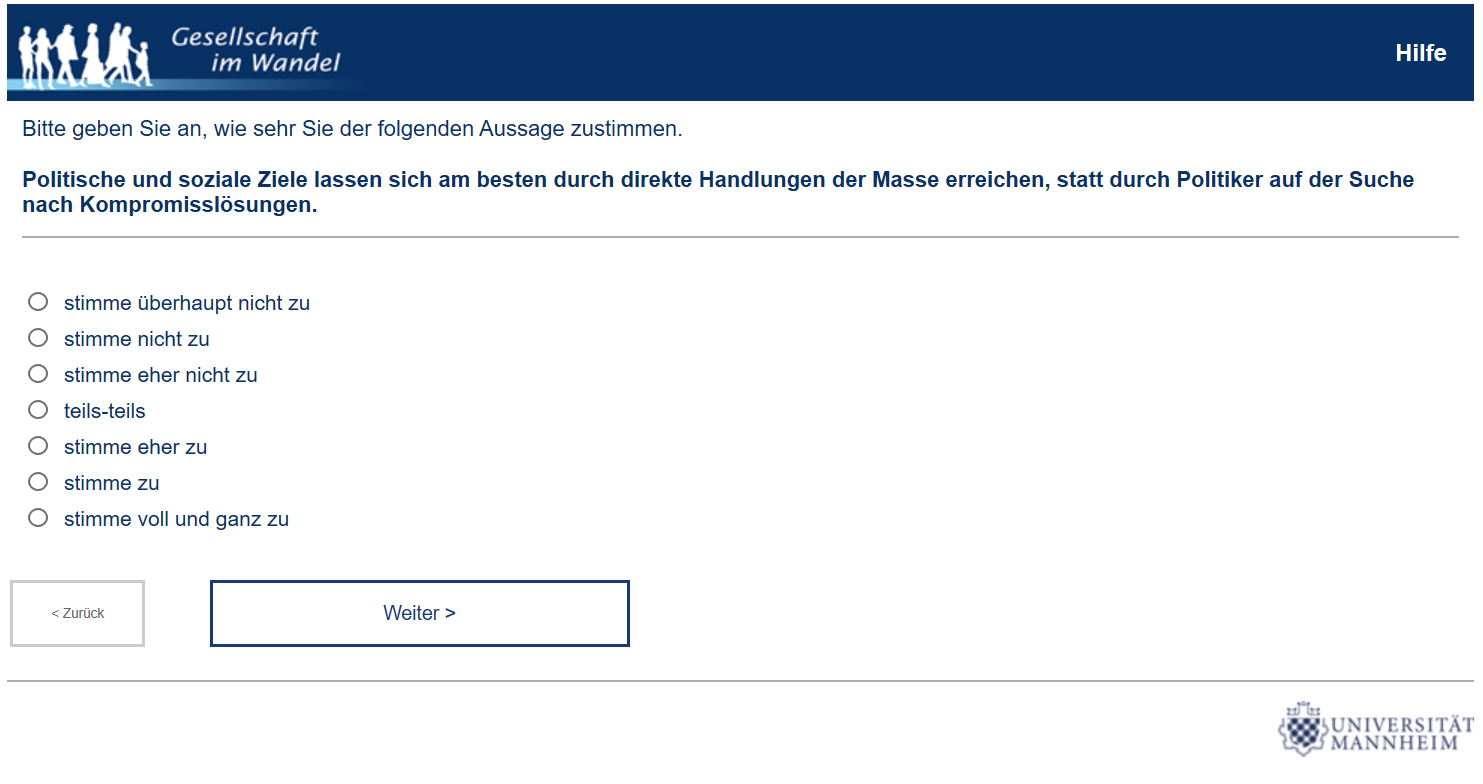 Gesellschaft
im Wandel
Hilfe
Bitte geben Sie an, wie sehr Sie der folgenden Aussage zustimmen.
Politische und soziale Ziele lassen sich am besten durch direkte Handlungen der Masse erreichen, statt durch Politiker auf der Suche
nach Kompromisslösungen.
stimme überhaupt nicht zu
stimme nicht zu
stimme eher nicht zu
teils-teils
stimme eher zu
stimme zu
stimme voll und ganz zu
< Zurück
Weiter >
UNIVERSITÄT
MANNHEIM